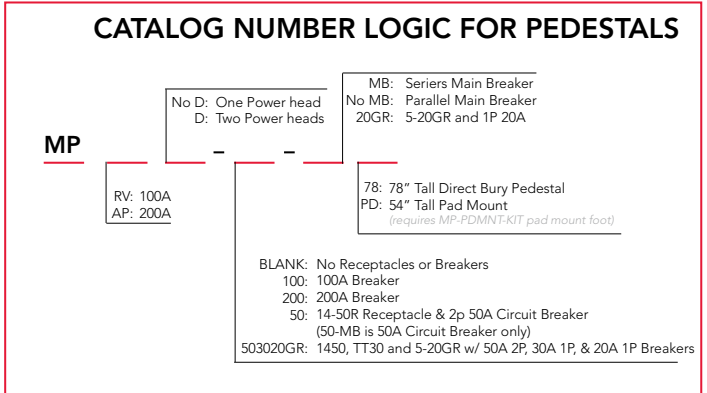 CATALOG NUMBER LOGIC FOR PEDESTALS
MB: Seriers Main Breaker
No MB: Parallel Main Breaker
20GR: 5-20GR and 1P 20A
No D: One Power head
D: Two Power heads
MP - -
RV: 100A
AP: 200A
78: 78" Tall Direct Bury Pedestal
PD: 54" Tall Pad Mount
(requires MP-PDMNT-KIT pad mount foot)
BLANK: No Receptacles or Breakers
100: 100A Breaker
200: 200A Breaker
50: 14-50R Receptacle & 2p 50A Circuit Breaker
(50-MB is 50A Circuit Breaker only)
503020GR: 1450, TT30 and 5-20GR w/ 50A 2P, 30A 1P, & 20A 1P Breakers